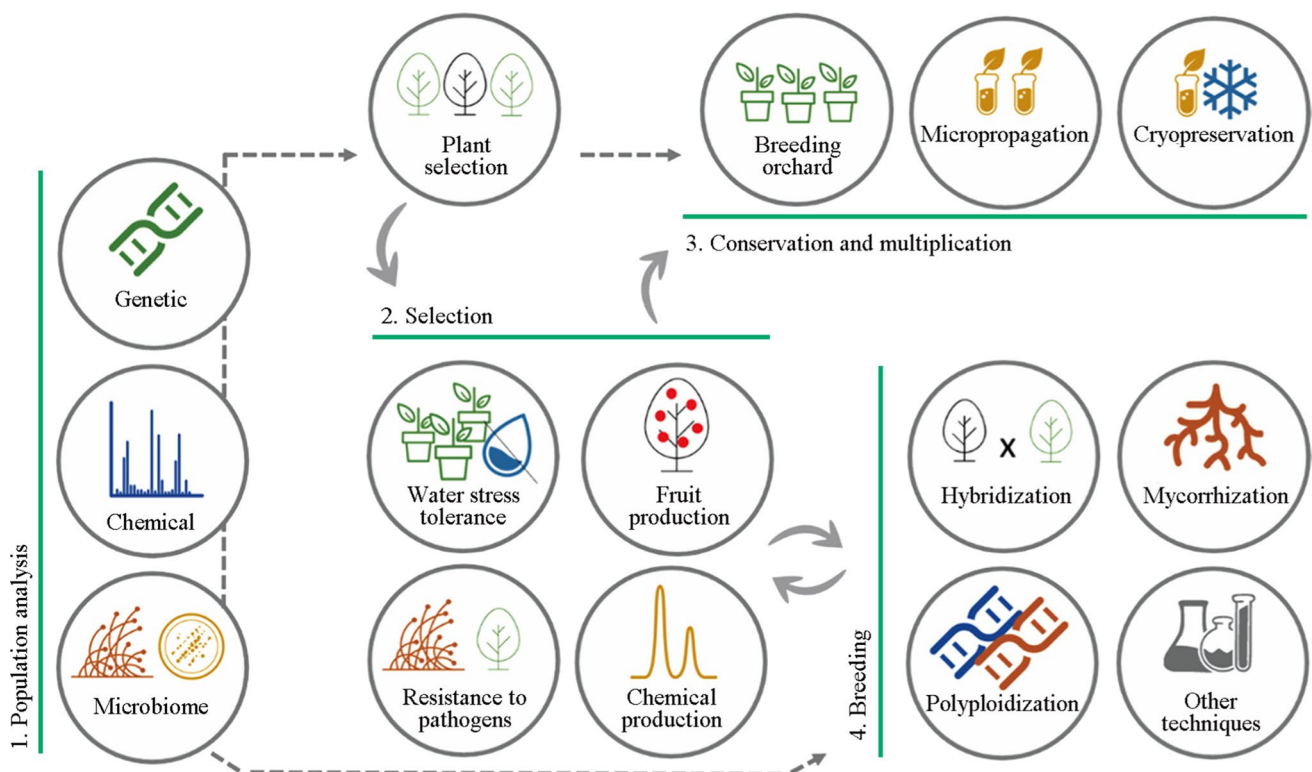 Plant
selection
Breeding
orchard
Micropropagation
Cryopreservation
3. Conservation and multiplication
1. Population analysis
Genetic
Chemical
Microbiome
2. Selection
Water stress
tolerance
Fruit
production
Resistance to
pathogens
Chemical
production
4. Breeding
Hybridization
X
Mycorrhization
Polyploidization
Other
techniques